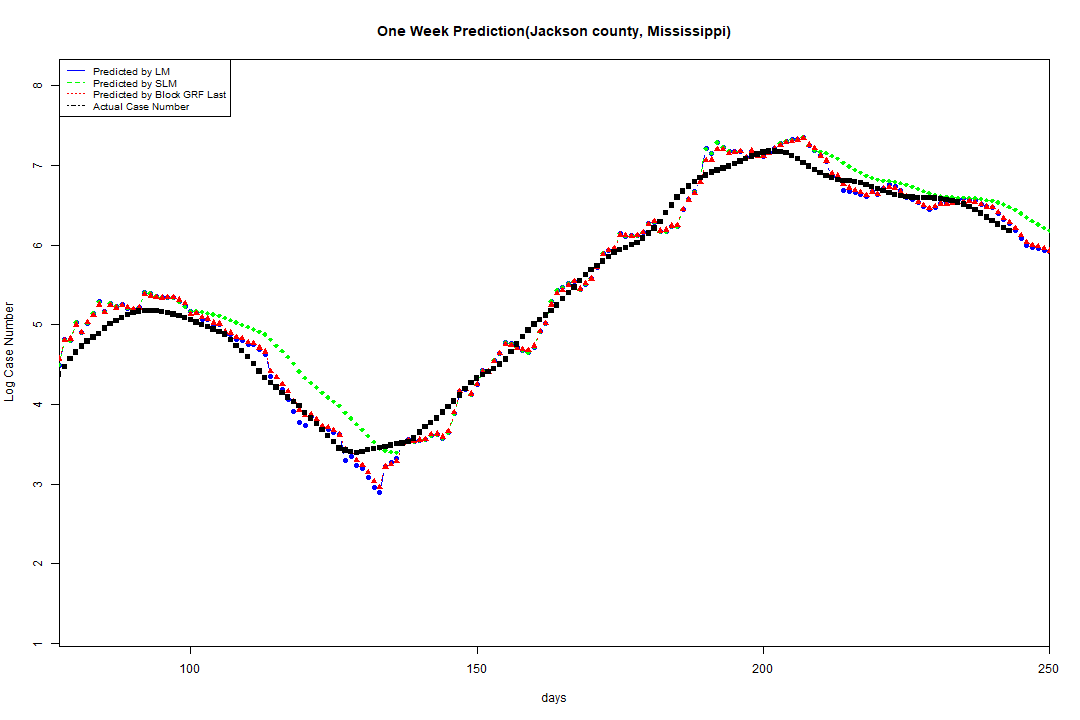 One Week Prediction(Jackson county, Mississippi)
Predicted by LM
Predicted by SLM
Predicted by Block GRF Last
Actual Case Number
8
7
6
5
4
3
2
1
Log Case Number
100
150
200
250
days